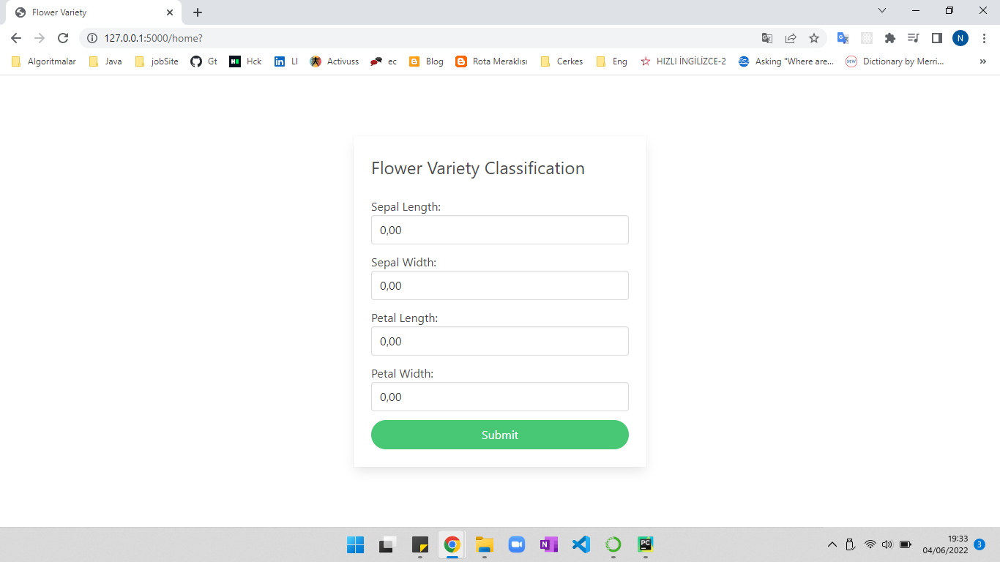 Flower Variety
127.0.0.1:5000/home?
N
Algoritmalar Java jobSite Gt Hck LI Activuss ec Blog Rota Meraklısı Cerkes Eng HIZLI İNGİLİZCE-2 Asking "Where are... Dictionary by Merri... »
Flower Variety Classification
Sepal Length:
0,00
Sepal Width:
0,00
Petal Length:
0,00
Petal Width:
0,00
Submit
19:33
04/06/2022
3